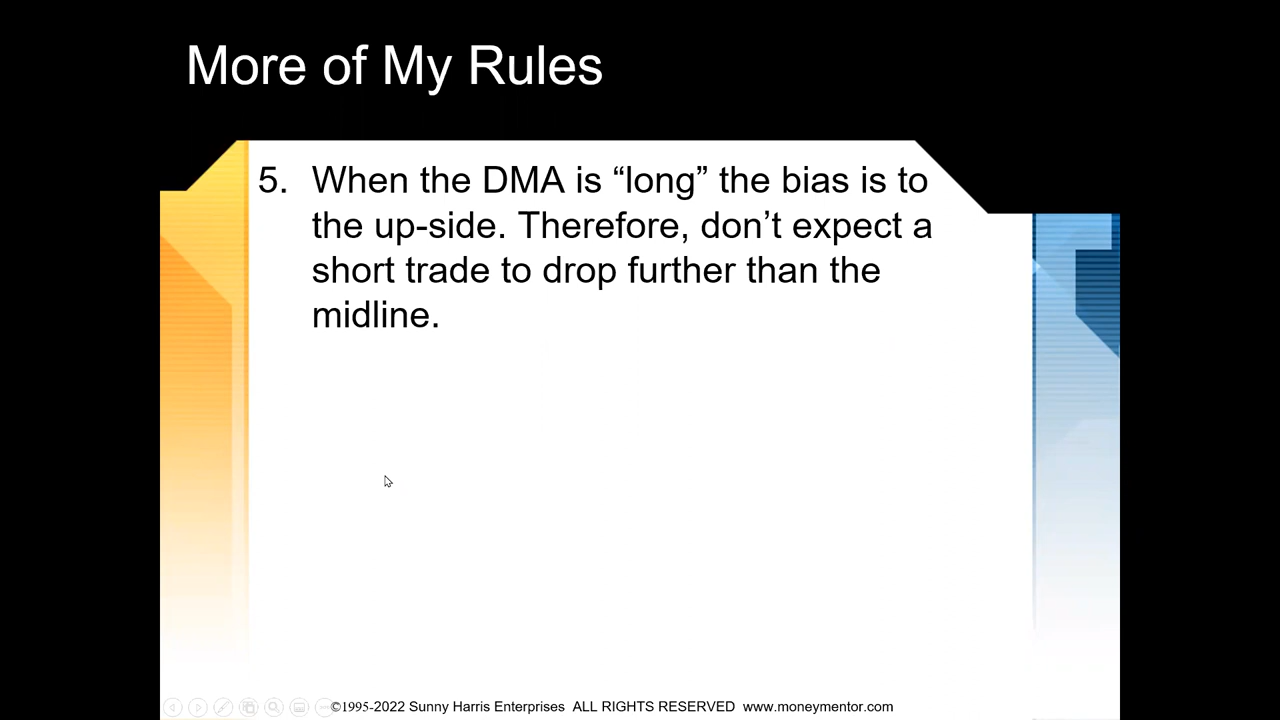 More of My Rules
5. When the DMA is “long” the bias is to
the up-side. Therefore, don’t expect a
short trade to drop further than the
midline.
©1995-2022 Sunny Harris Enterprises  ALL RIGHTS RESERVED  www.moneymentor.com